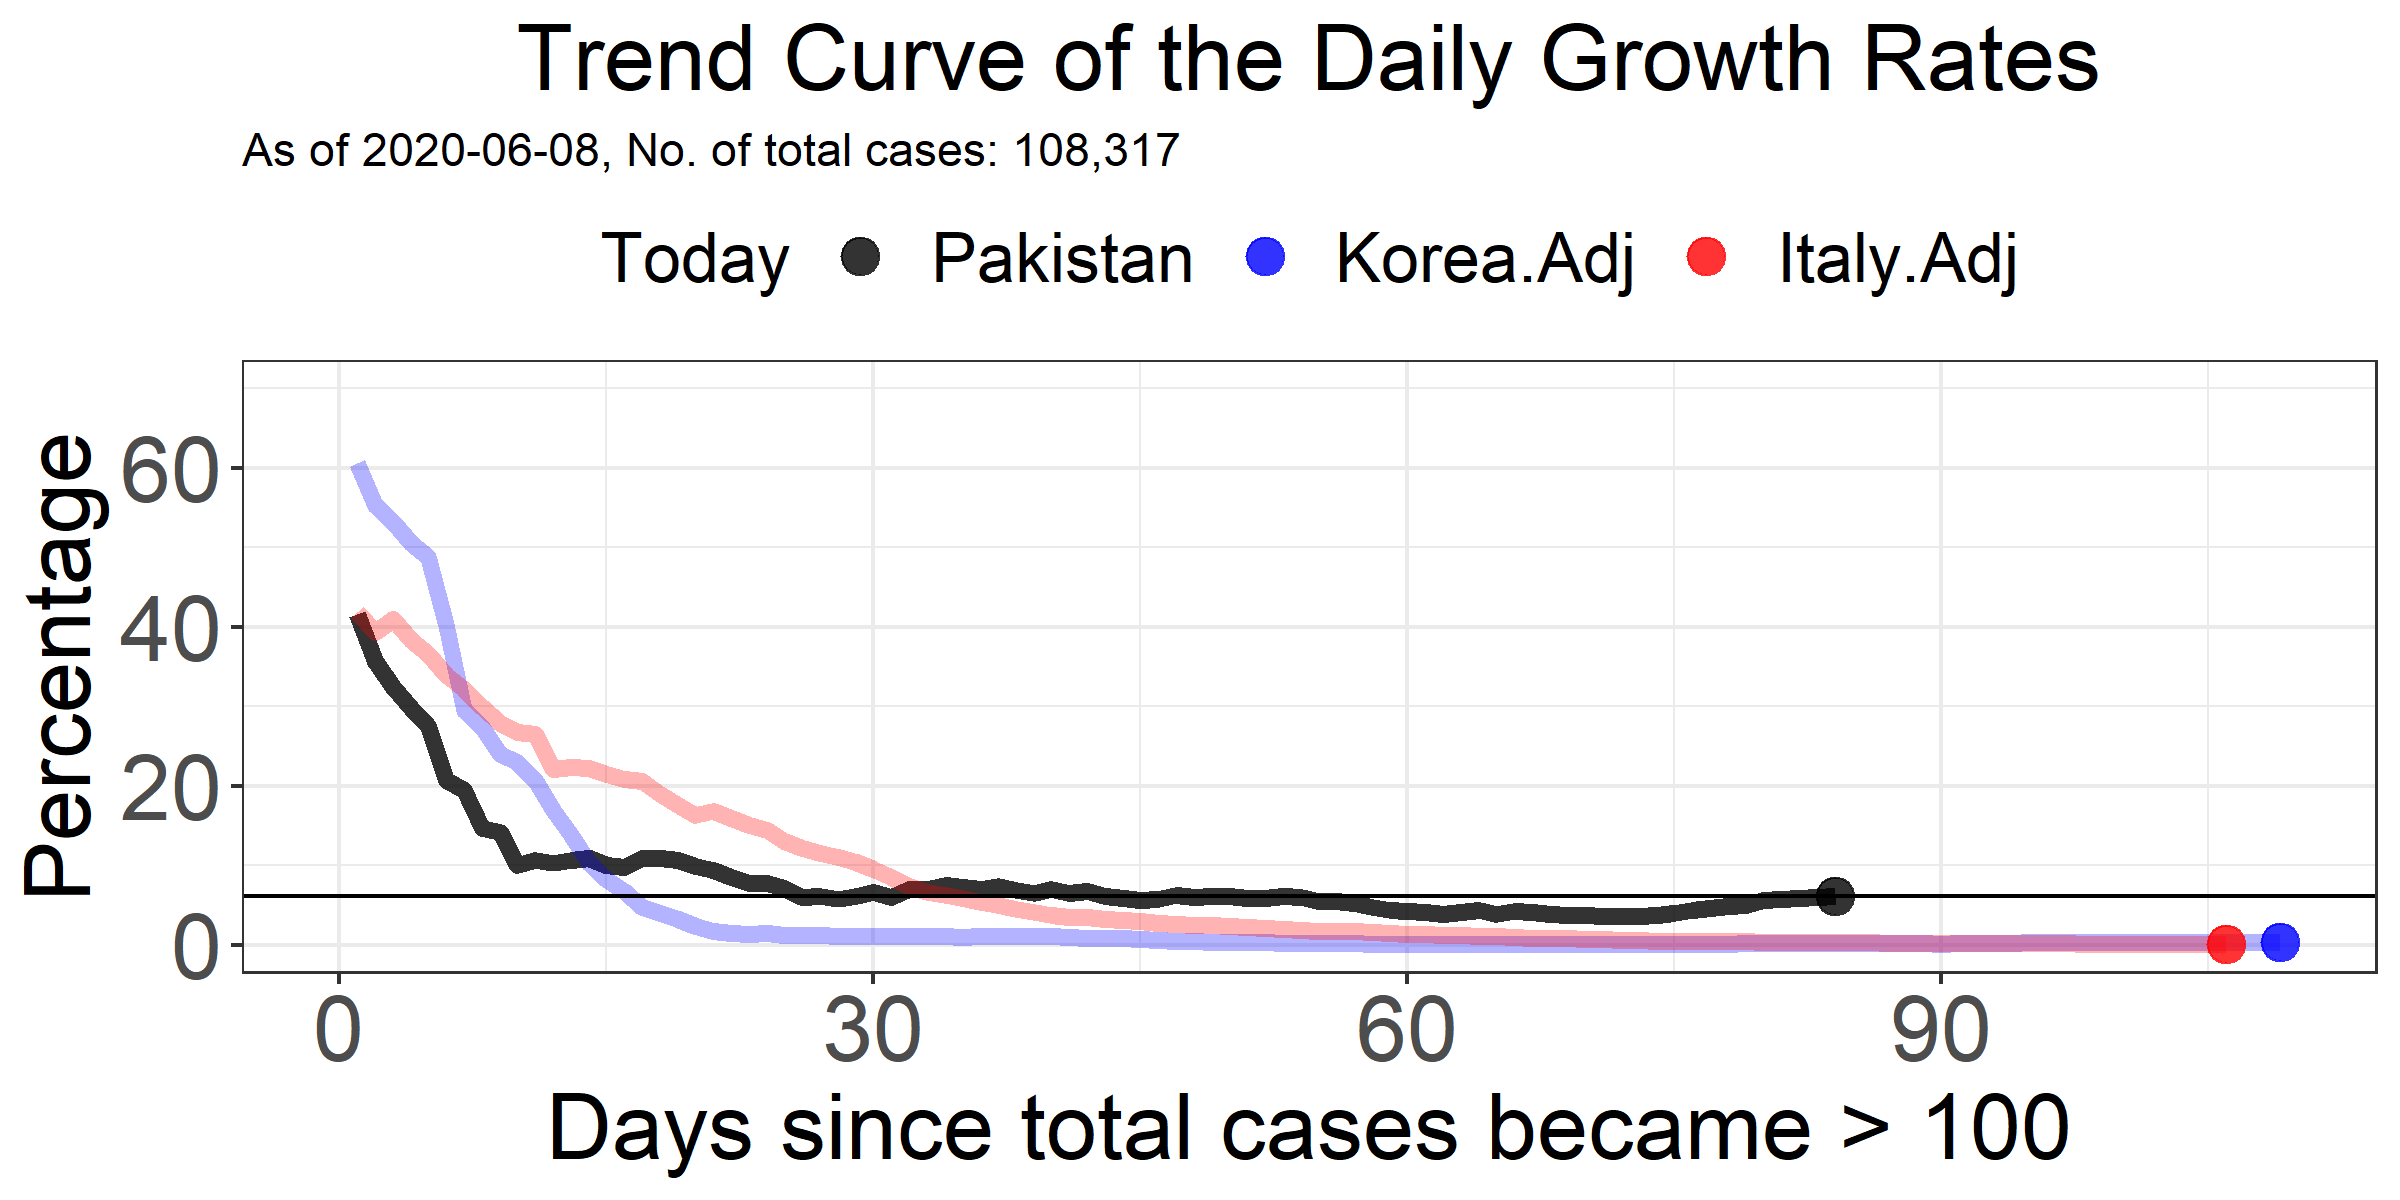 Trend Curve of the Daily Growth Rates
As of 2020-06-08, No. of total cases: 108,317
Today Pakistan Korea.Adj Italy.Adj
Percentage
60
40
20
0
0 30 60 90
Days since total cases became > 100